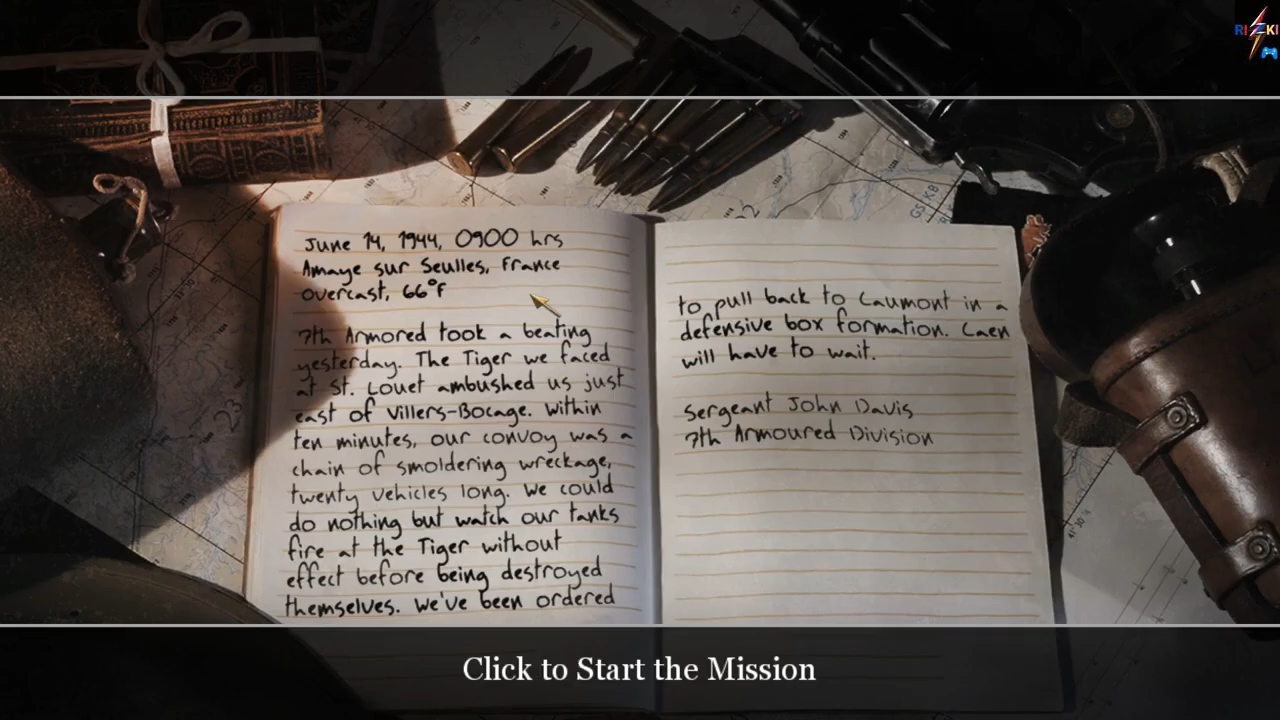 RIZKI
June 14, 1944, 0900 hrs
Amaye sur Seulles, France
Overcast, 66°F
7th Armored took a beating
yesterday. The Tiger we faced
at St. Louet ambushed us just
east of Villers-Bocage. Within
ten minutes, our convoy was a
chain of smoldering wreckage,
twenty vehicles long. We could
do nothing but watch our tanks
fire at the Tiger without
effect before being destroyed
themselves. We've been ordered
to pull back to Caumont in a
defensive box formation. Caen
will have to wait.
Sergeant John Davis
7th Armoured Division
Click to Start the Mission